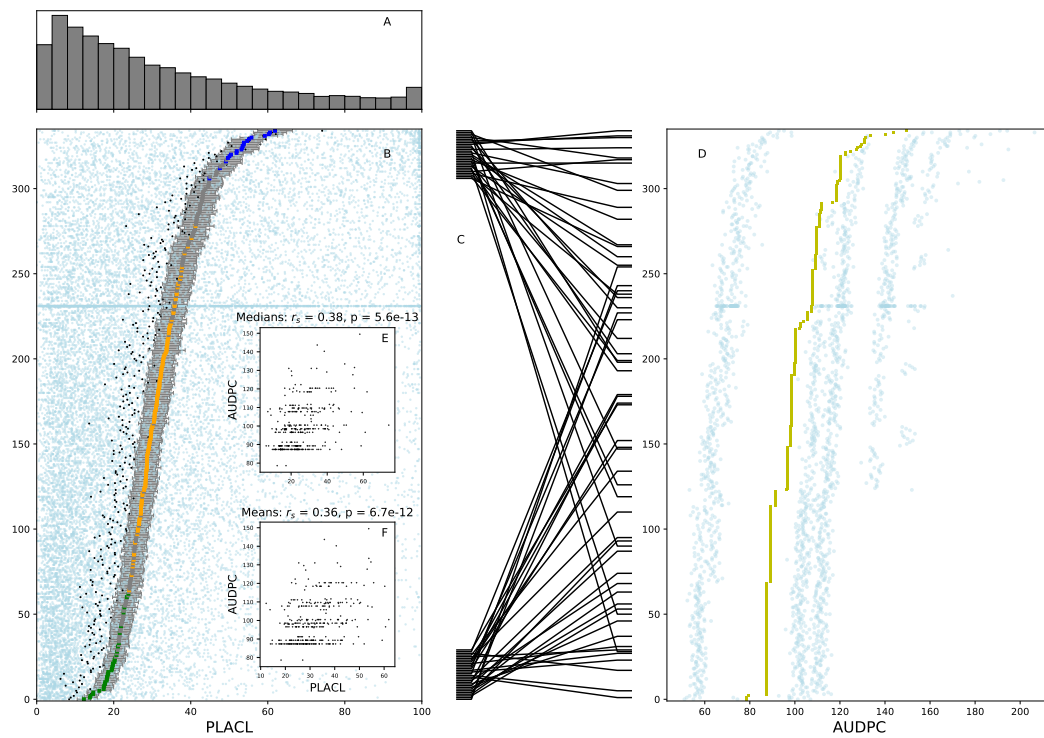 A
B
C
D
300
250
200
150
100
50
0
0 20 40 60 80 100
PLACL
Medians: rₛ = 0.38, p = 5.6e-13
E
150
140
130
120
110
100
90
80
AUDPC
20 40 60
Means: rₛ = 0.36, p = 6.7e-12
F
150
140
130
120
110
100
90
80
AUDPC
10 20 30 40 50 60
PLACL
300
250
200
150
100
50
0
60 80 100 120 140 160 180 200
AUDPC